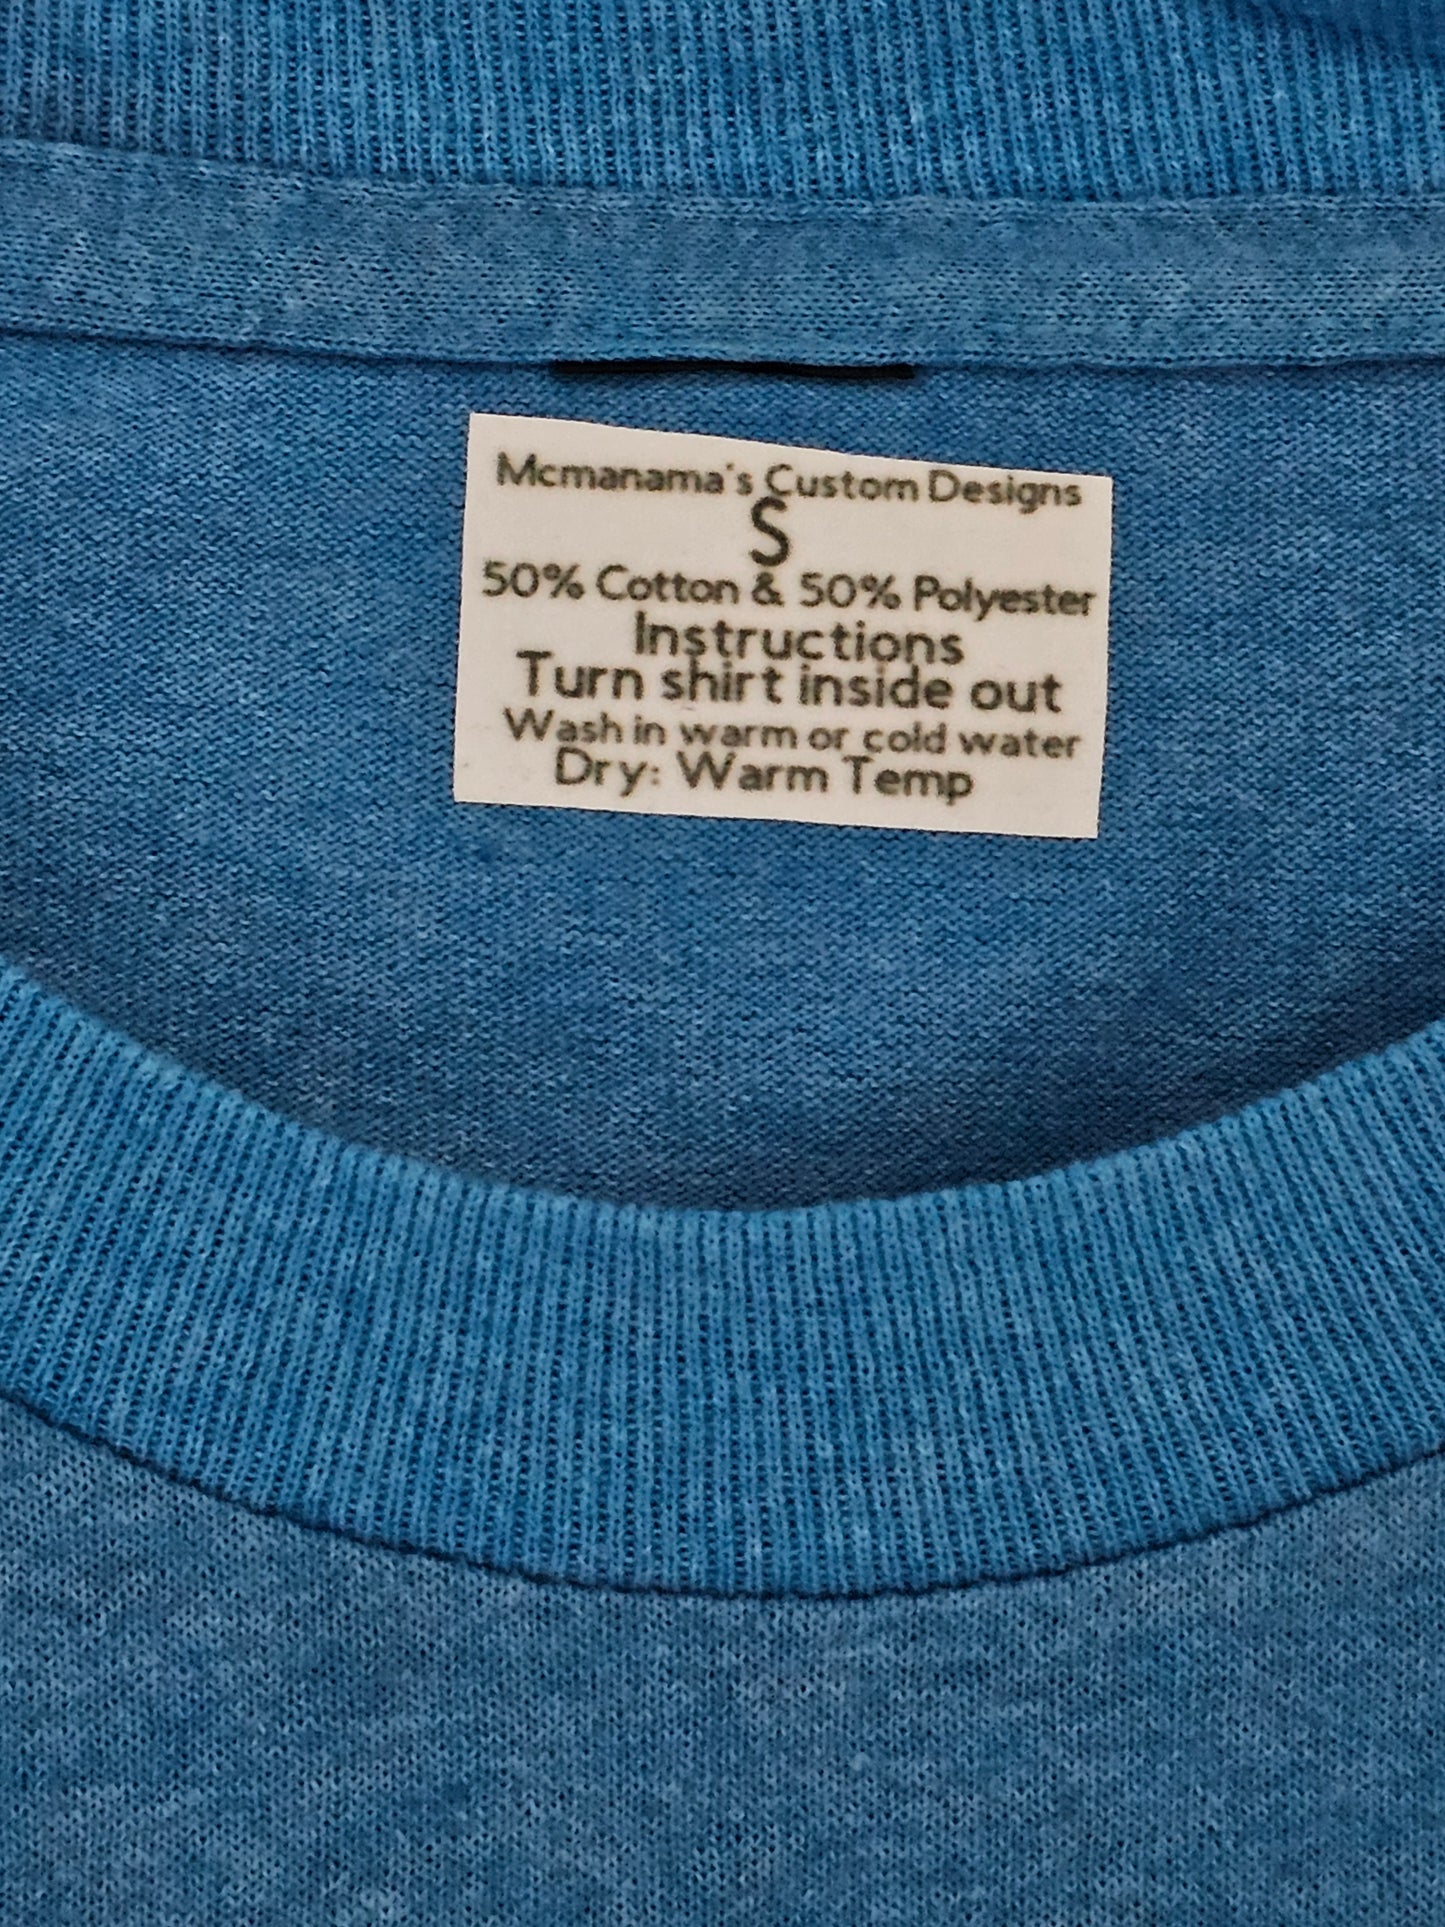 Mcmanama's Custom Designs
S
50% Cotton & 50% Polyester
Instructions
Turn shirt inside out
Wash in warm or cold water
Dry: Warm Temp